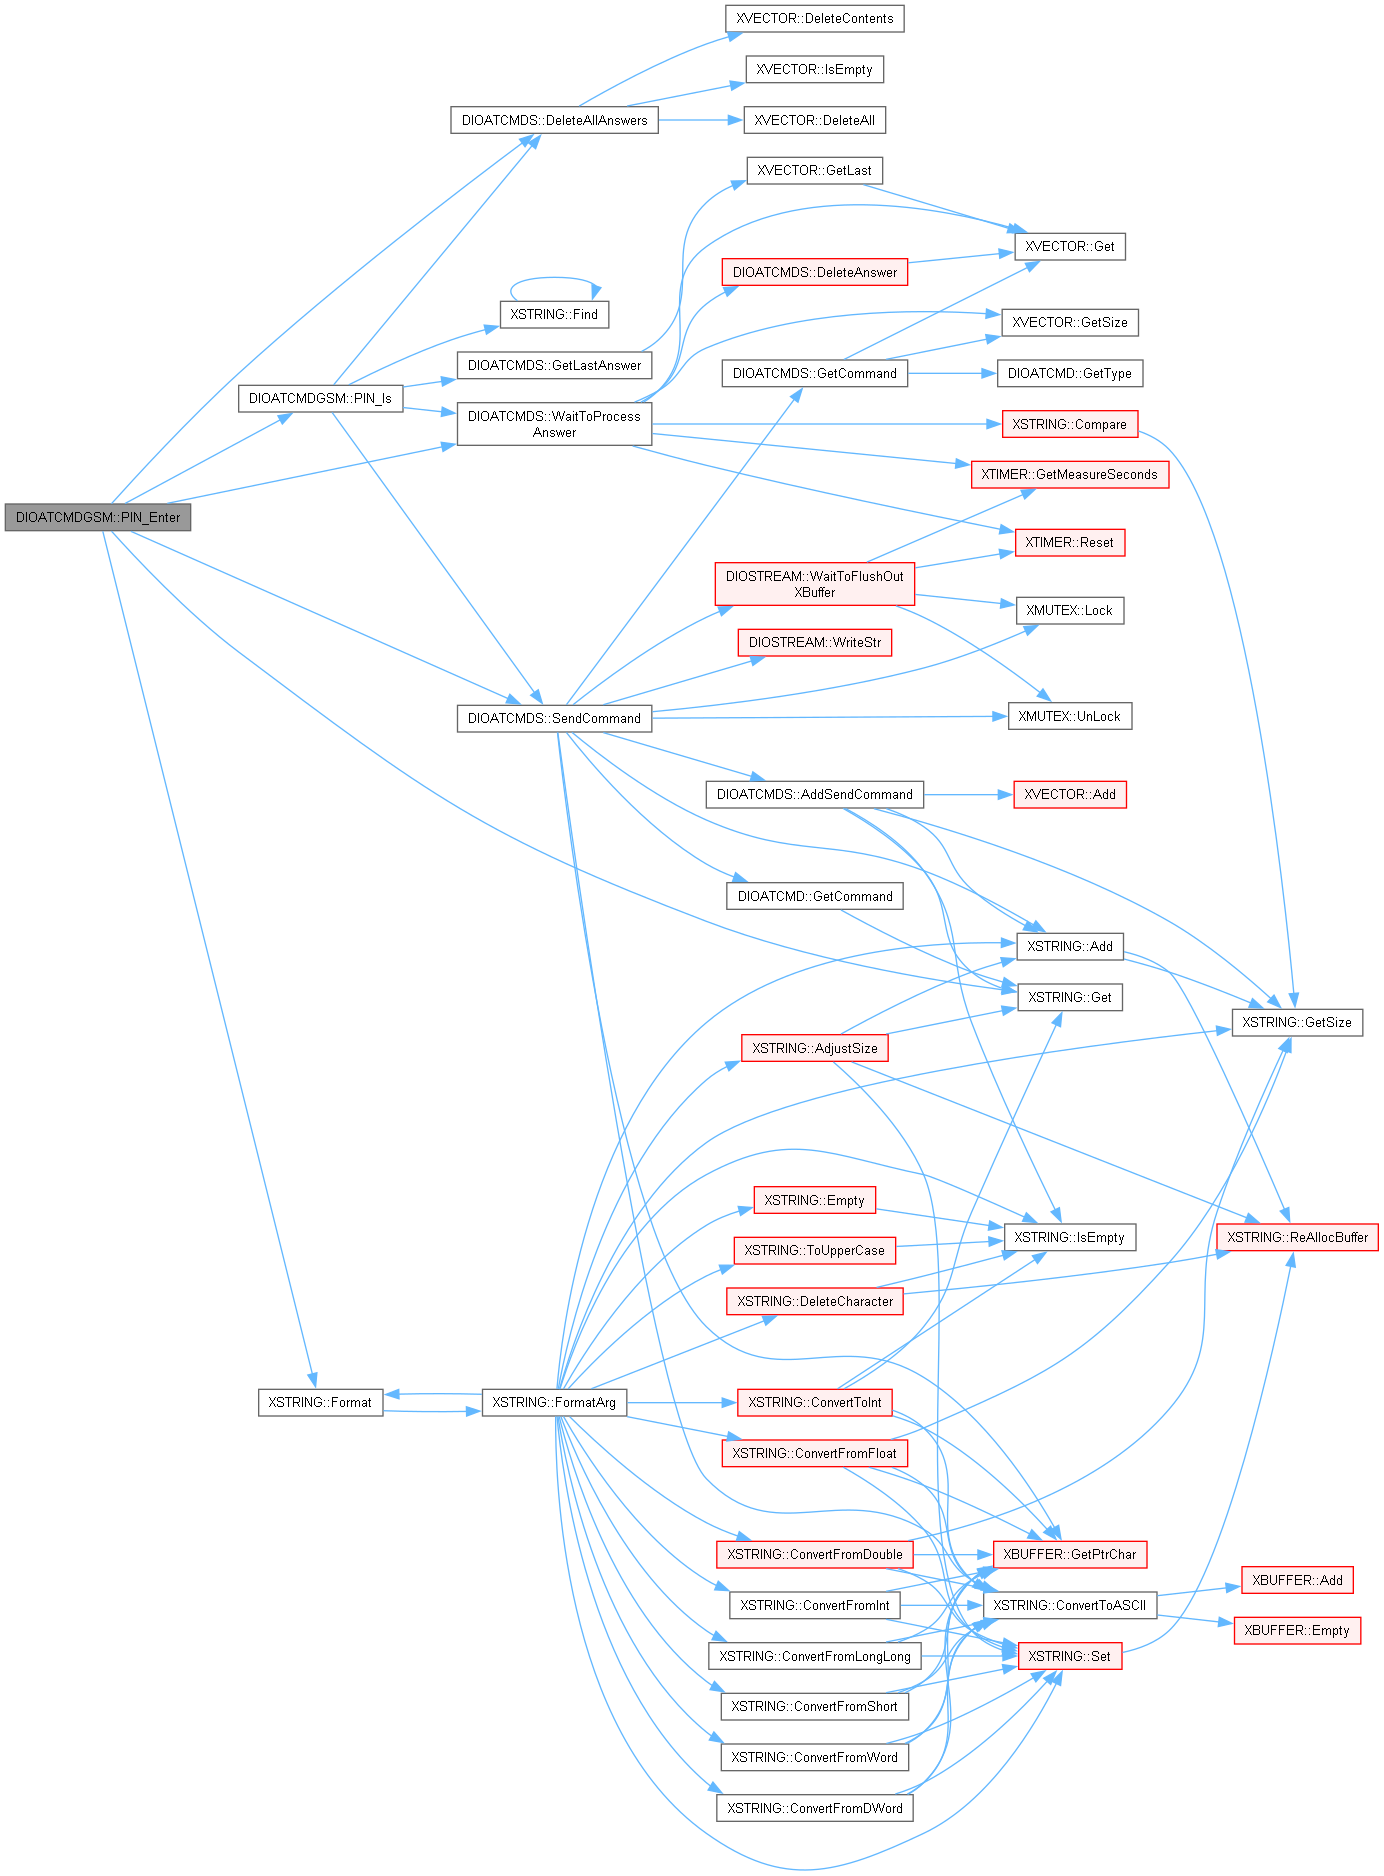 XVECTOR::DeleteContents
XVECTOR::IsEmpty
DIOATCMDS::DeleteAllAnswers
XVECTOR::DeleteAll
XVECTOR::GetLast
XVECTOR::Get
DIOATCMDS::DeleteAnswer
XSTRING::Find
XVECTOR::GetSize
DIOATCMDS::GetLastAnswer
DIOATCMDS::GetCommand
DIOATCMD::GetType
DIOATCMDGSM::PIN_Is
DIOATCMDS::WaitToProcess
Answer
XSTRING::Compare
XTIMER::GetMeasureSeconds
DIOATCMDGSM::PIN_Enter
XTIMER::Reset
DIOSTREAM::WaitToFlushOut
XBuffer
XMUTEX::Lock
DIOSTREAM::WriteStr
DIOATCMDS::SendCommand
XMUTEX::UnLock
DIOATCMDS::AddSendCommand
XVECTOR::Add
DIOATCMD::GetCommand
XSTRING::Add
XSTRING::Get
XSTRING::GetSize
XSTRING::AdjustSize
XSTRING::Empty
XSTRING::IsEmpty
XSTRING::ReAllocBuffer
XSTRING::ToUpperCase
XSTRING::DeleteCharacter
XSTRING::Format
XSTRING::FormatArg
XSTRING::ConvertToInt
XSTRING::ConvertFromFloat
XSTRING::ConvertFromDouble
XBUFFER::GetPtrChar
XBUFFER::Add
XSTRING::ConvertFromInt
XSTRING::ConvertToASCII
XBUFFER::Empty
XSTRING::ConvertFromLongLong
XSTRING::Set
XSTRING::ConvertFromShort
XSTRING::ConvertFromWord
XSTRING::ConvertFromDWord